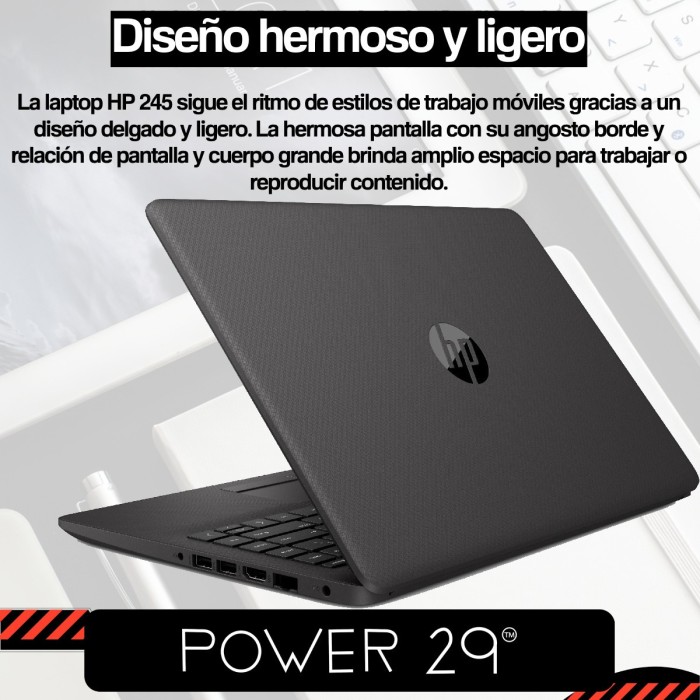 Diseño hermoso y ligero
La laptop HP 245 sigue el ritmo de estilos de trabajo móviles gracias a un
diseño delgado y ligero. La hermosa pantalla con su angosto borde y
relación de pantalla y cuerpo grande brinda amplio espacio para trabajar o
reproducir contenido.
hp
POWER 29™